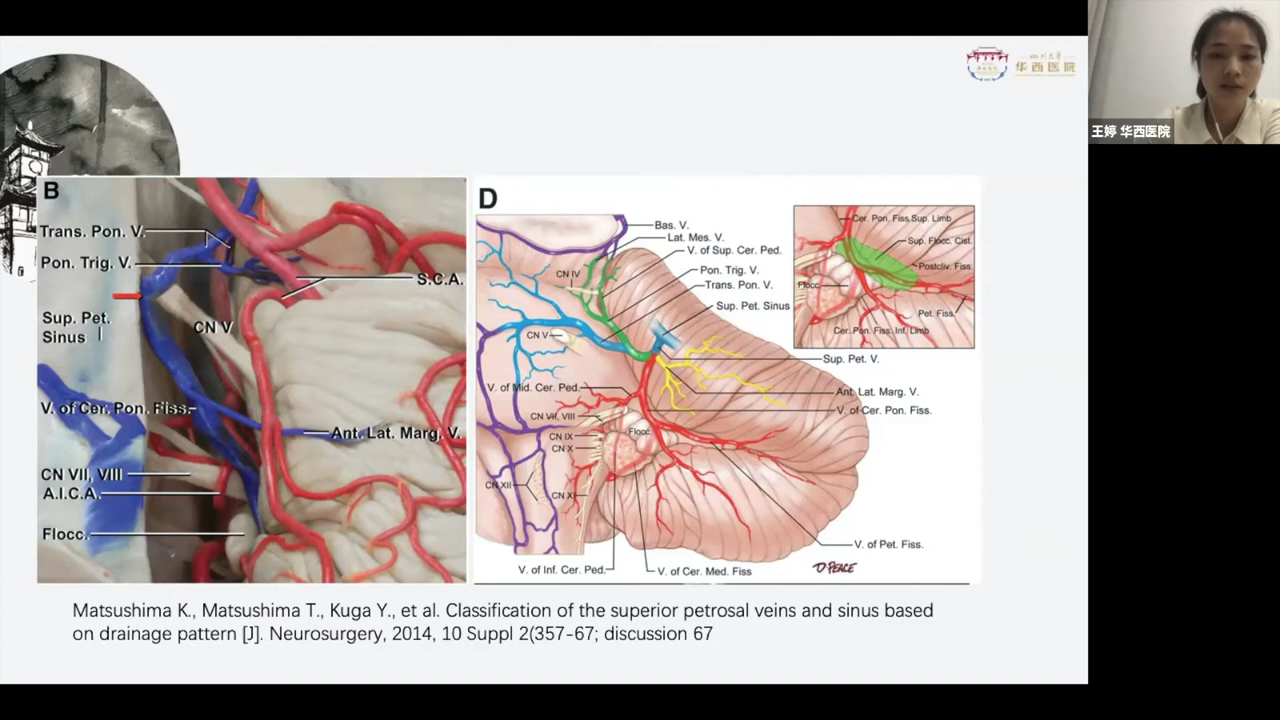 四川大学
华西医院
王婷 华西医院
B
Trans. Pon. V.
Pon. Trig. V.
Sup. Pet.
Sinus
CN V
S.C.A.
V. of Cer. Pon. Fiss.
Ant. Lat. Marg. V.
CN VII, VIII
A.I.C.A.
Flocc.
D
Bas. V.
Lat. Mes. V.
V. of Sup. Cer. Ped.
CN IV
Pon. Trig. V.
Trans. Pon. V.
Sup. Pet. Sinus
CN V
Sup. Pet. V.
V. of Mid. Cer. Ped.
Ant. Lat. Marg. V.
V. of Cer. Pon. Fiss.
CN VII, VIII
Flocc.
CN IX
CN X
CN XII
CN XI
V. of Pet. Fiss.
V. of Inf. Cer. Ped.
V. of Cer. Med. Fiss
D PEACE
Cer. Pon. Fiss. Sup. Limb
Sup. Flocc. Cist.
Postcliv. Fiss.
Flocc.
Pet. Fiss.
Cer. Pon. Fiss. Inf. Limb
Matsushima K., Matsushima T., Kuga Y., et al. Classification of the superior petrosal veins and sinus based
on drainage pattern [J]. Neurosurgery, 2014, 10 Suppl 2(357-67; discussion 67